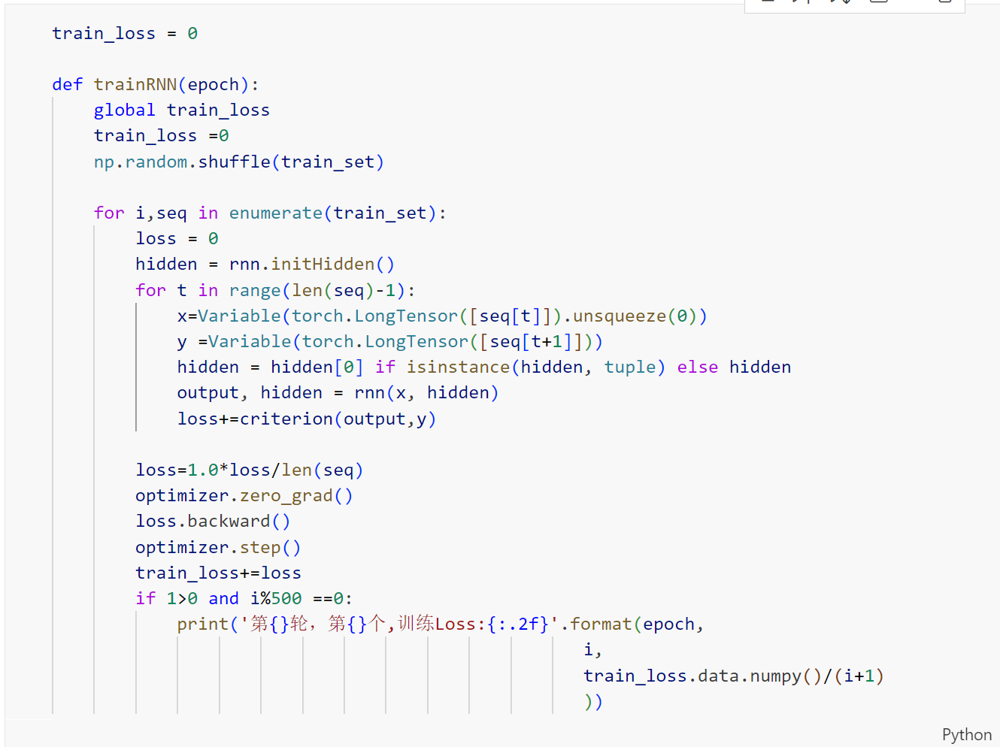 train_loss = 0

def trainRNN(epoch):
    global train_loss
    train_loss =0
    np.random.shuffle(train_set)

    for i,seq in enumerate(train_set):
        loss = 0
        hidden = rnn.initHidden()
        for t in range(len(seq)-1):
            x=Variable(torch.LongTensor([seq[t]]).unsqueeze(0))
            y =Variable(torch.LongTensor([seq[t+1]]))
            hidden = hidden[0] if isinstance(hidden, tuple) else hidden
            output, hidden = rnn(x, hidden)
            loss+=criterion(output,y)

        loss=1.0*loss/len(seq)
        optimizer.zero_grad()
        loss.backward()
        optimizer.step()
        train_loss+=loss
        if 1>0 and i%500 ==0:
            print('第{}轮，第{}个,训练Loss:{:.2f}'.format(epoch,
                                                   i,
                                                   train_loss.data.numpy()/(i+1)
                                                   ))
Python